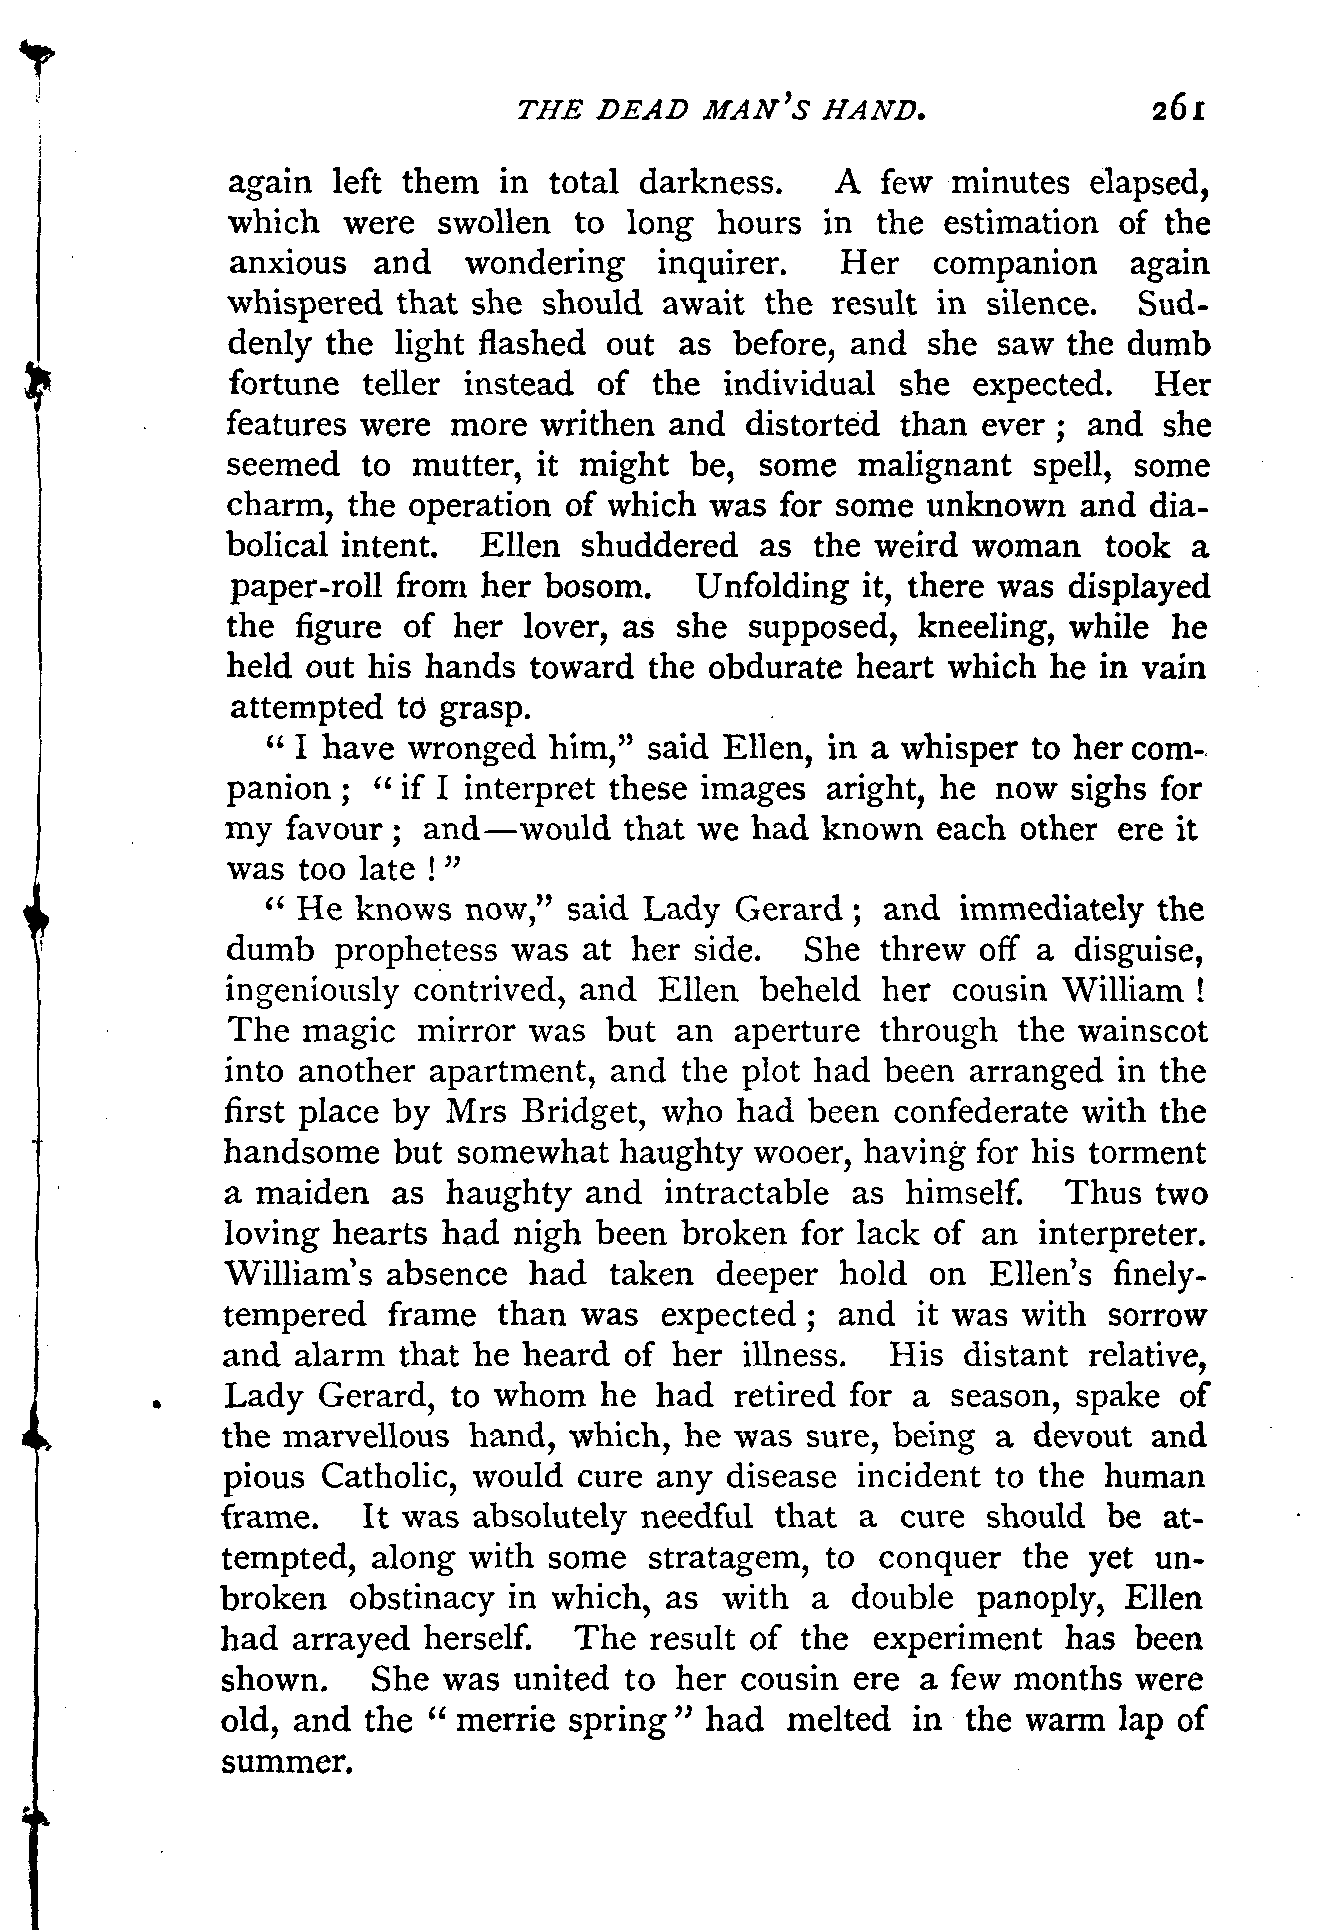 THE DEAD MAN'S HAND. 261
again left them in total darkness. A few minutes elapsed,
which were swollen to long hours in the estimation of the
anxious and wondering inquirer. Her companion again
whispered that she should await the result in silence. Sud-
denly the light flashed out as before, and she saw the dumb
fortune teller instead of the individual she expected. Her
features were more writhen and distorted than ever ; and she
seemed to mutter, it might be, some malignant spell, some
charm, the operation of which was for some unknown and dia-
bolical intent. Ellen shuddered as the weird woman took a
paper-roll from her bosom. Unfolding it, there was displayed
the figure of her lover, as she supposed, kneeling, while he
held out his hands toward the obdurate heart which he in vain
attempted to grasp.
“ I have wronged him,” said Ellen, in a whisper to her com-
panion ; “ if I interpret these images aright, he now sighs for
my favour ; and—would that we had known each other ere it
was too late ! ”
“ He knows now,” said Lady Gerard ; and immediately the
dumb prophetess was at her side. She threw off a disguise,
ingeniously contrived, and Ellen beheld her cousin William !
The magic mirror was but an aperture through the wainscot
into another apartment, and the plot had been arranged in the
first place by Mrs Bridget, who had been confederate with the
handsome but somewhat haughty wooer, having for his torment
a maiden as haughty and intractable as himself. Thus two
loving hearts had nigh been broken for lack of an interpreter.
William's absence had taken deeper hold on Ellen's finely-
tempered frame than was expected ; and it was with sorrow
and alarm that he heard of her illness. His distant relative,
Lady Gerard, to whom he had retired for a season, spake of
the marvellous hand, which, he was sure, being a devout and
pious Catholic, would cure any disease incident to the human
frame. It was absolutely needful that a cure should be at-
tempted, along with some stratagem, to conquer the yet un-
broken obstinacy in which, as with a double panoply, Ellen
had arrayed herself. The result of the experiment has been
shown. She was united to her cousin ere a few months were
old, and the “ merrie spring ” had melted in the warm lap of
summer.